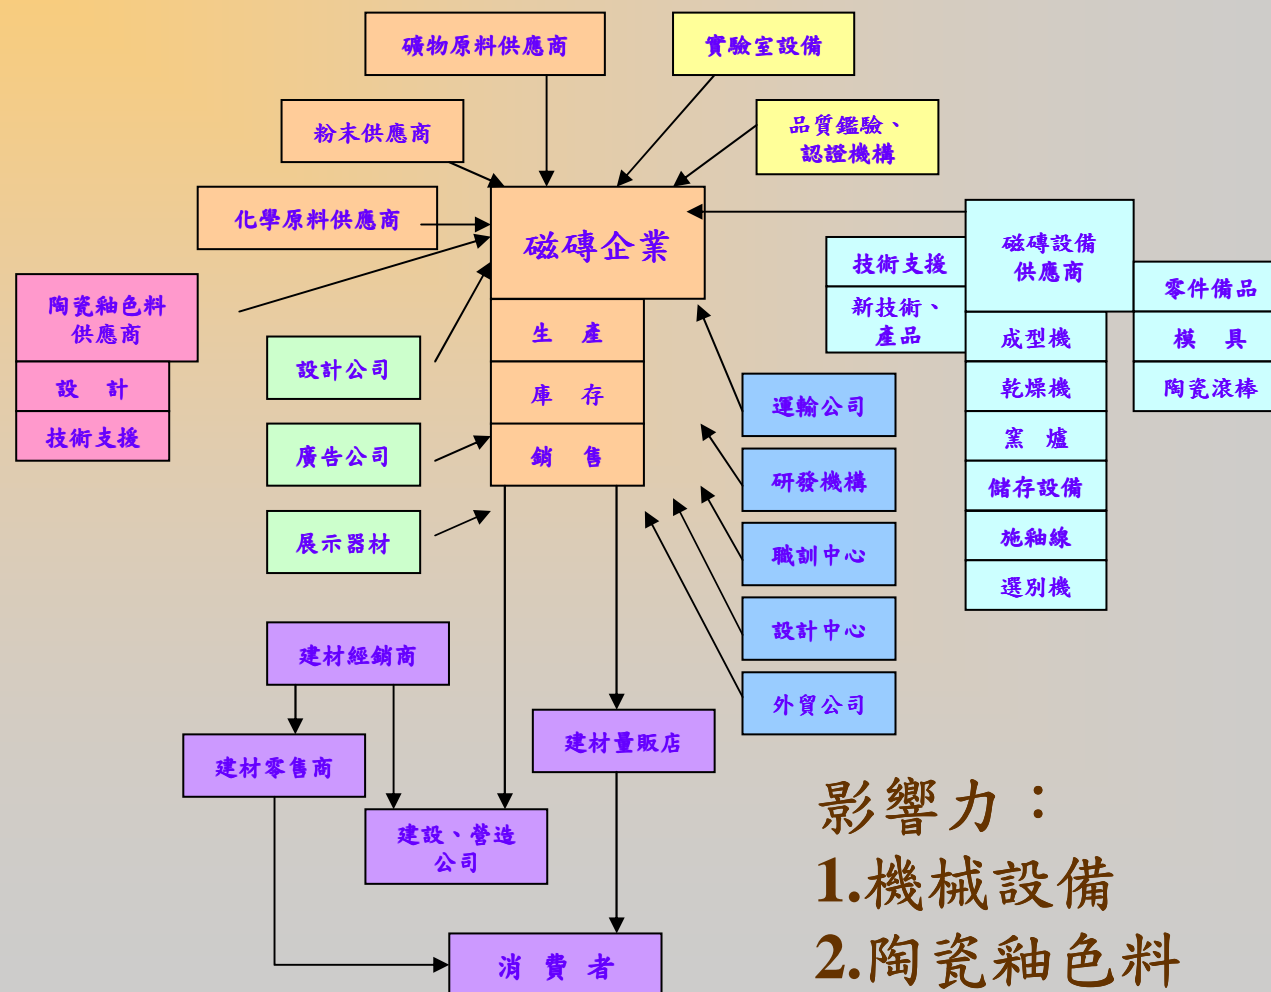 礦物原料供應商
實驗室設備
粉末供應商
品質鑑驗、
認證機構
化學原料供應商
磁磚企業
生 產
庫 存
銷 售
陶瓷釉色料
供應商
設 計
技術支援
設計公司
廣告公司
展示器材
技術支援
新技術、
產品
磁磚設備
供應商
成型機
乾燥機
窯 爐
儲存設備
施釉線
選別機
零件備品
模 具
陶瓷滾棒
運輸公司
研發機構
職訓中心
設計中心
外貿公司
建材經銷商
建材零售商
建材量販店
建設、營造
公司
消 費 者
影響力：
1.機械設備
2.陶瓷釉色料